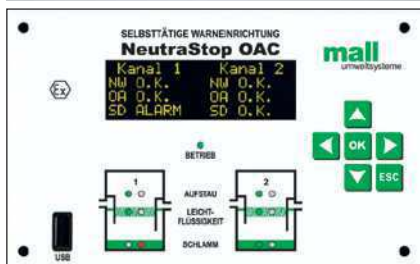 SELBSTTÄTIGE WARNEINRICHTUNG
NeutraStop OAC
mall
umweltsysteme
Kanal 1 Kanal 2
NW O.K. NW O.K.
OA O.K. OA O.K.
SD ALARM SD O.K.
Ex
OK
ESC
BETRIEB
1 2
AUFSTAU
LEICHT-
FLÜSSIGKEIT
SCHLAMM
USB